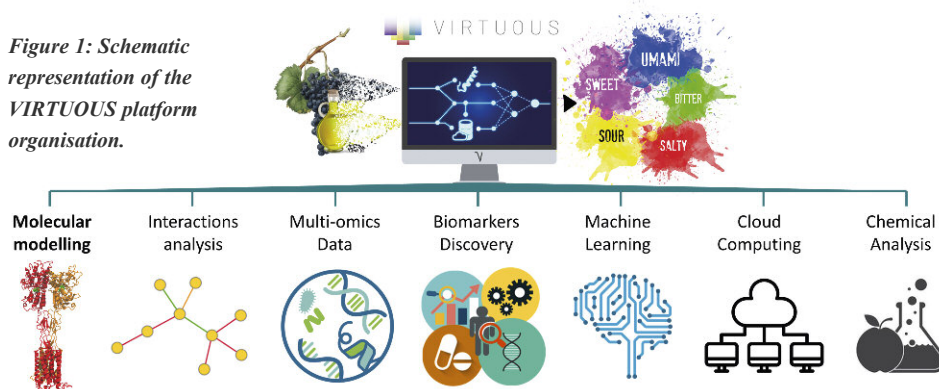 Figure 1: Schematic
representation of the
VIRTUOUS platform
organisation.
VIRTUOUS
UMAMI
SWEET
BITTER
SOUR
SALTY
V
Molecular
modelling
Interactions
analysis
Multi-omics
Data
Biomarkers
Discovery
Machine
Learning
Cloud
Computing
Chemical
Analysis